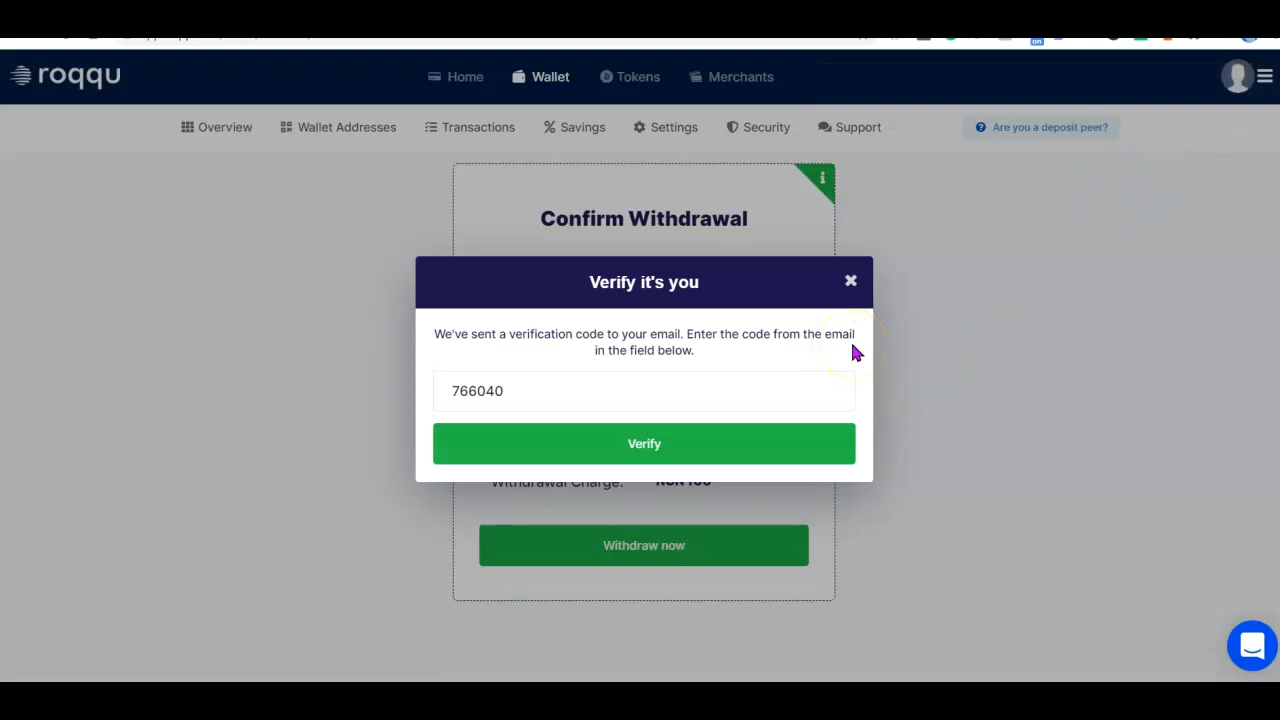 roqqu
Home Wallet Tokens Merchants
Overview Wallet Addresses Transactions Savings Settings Security Support Are you a deposit peer?
Confirm Withdrawal
Verify it's you
We've sent a verification code to your email. Enter the code from the email
in the field below.
766040
Verify
Withdrawal Charge:
Withdraw now